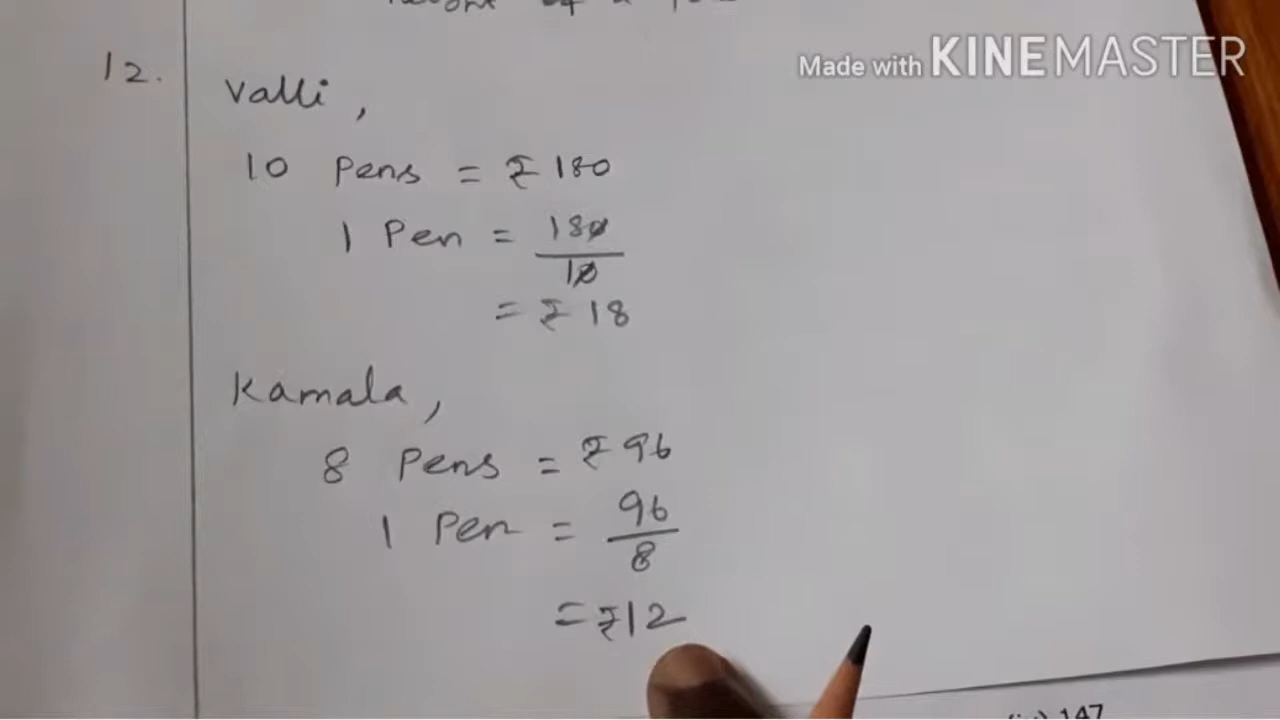 Made with KINEMASTER
12.
Valli,
10 Pens = ₹180
1 Pen = 180
10
= ₹18
Kamala,
8 Pens = ₹96
1 Pen = 96
8
= ₹12
147